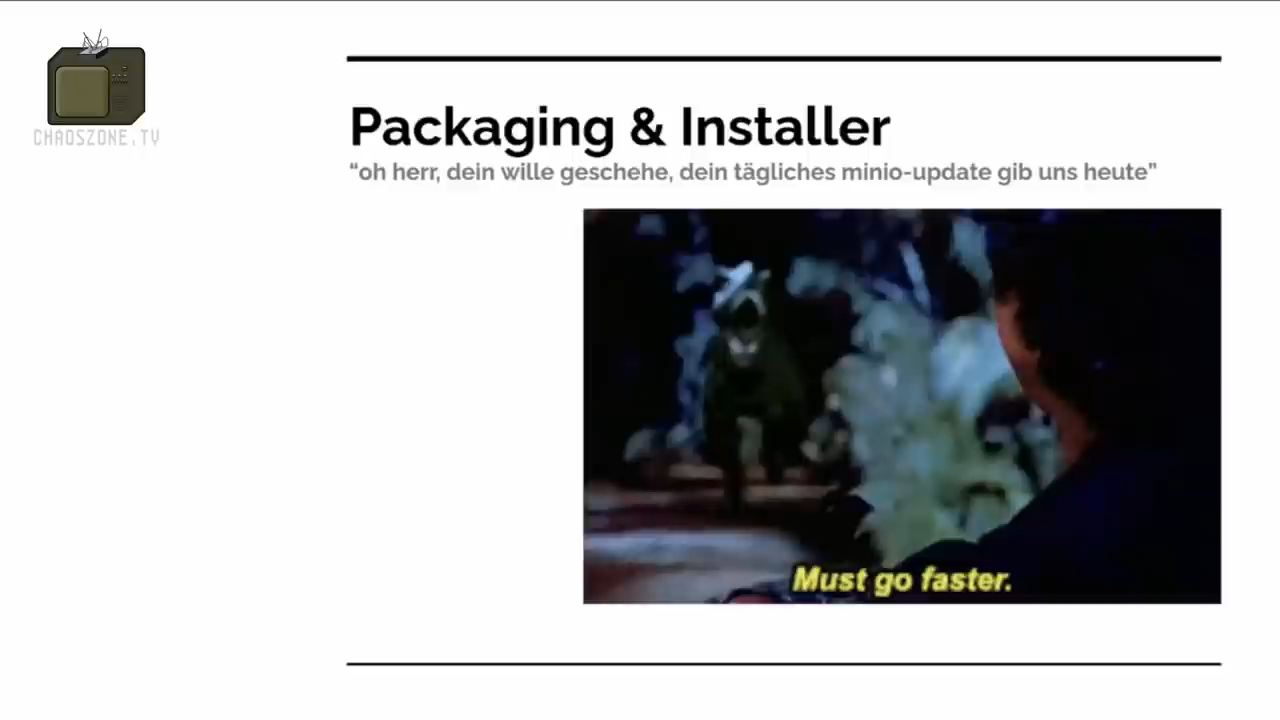 CHAOSZONE.TV
Packaging & Installer
“oh herr, dein wille geschehe, dein tägliches minio-update gib uns heute”
Must go faster.